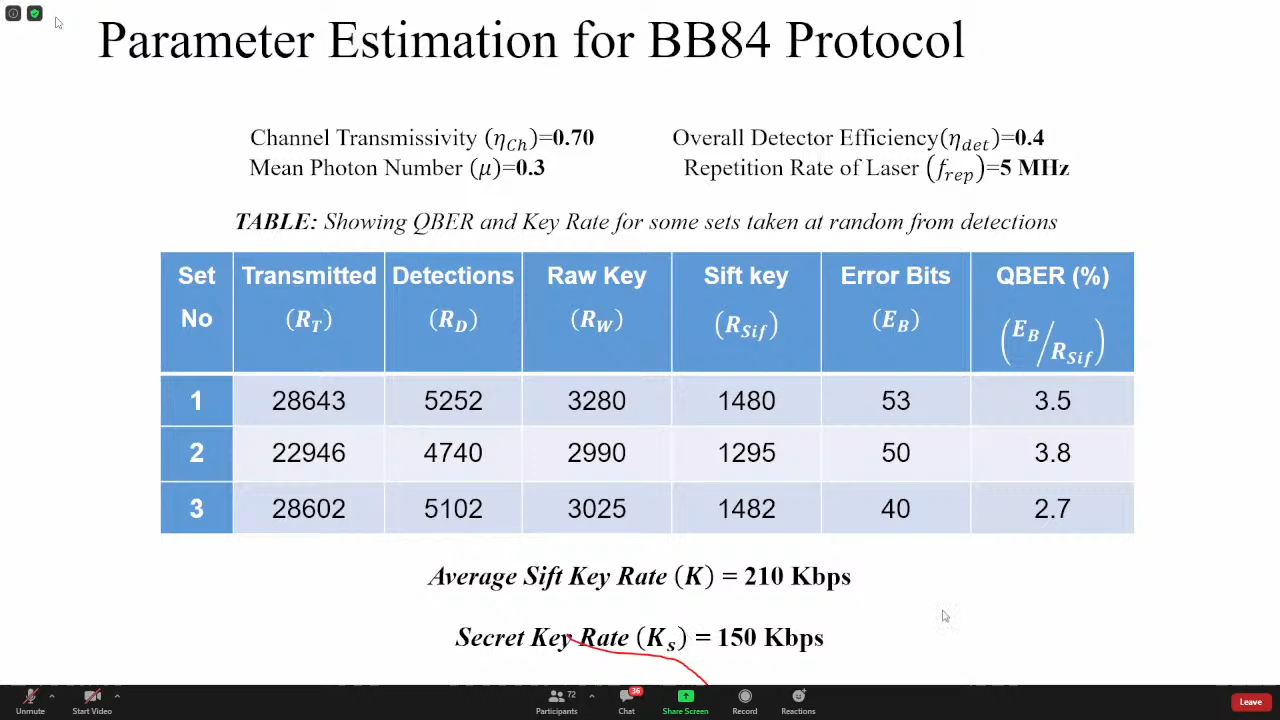 Parameter Estimation for BB84 Protocol
Channel Transmissivity (η_Ch)=0.70 Overall Detector Efficiency(η_det)=0.4
Mean Photon Number (μ)=0.3 Repetition Rate of Laser (f_rep)=5 MHz
TABLE: Showing QBER and Key Rate for some sets taken at random from detections
Set No Transmitted (R_T) Detections (R_D) Raw Key (R_W) Sift key (R_Sif) Error Bits (E_B) QBER (%) (E_B/R_Sif)
1 28643 5252 3280 1480 53 3.5
2 22946 4740 2990 1295 50 3.8
3 28602 5102 3025 1482 40 2.7
Average Sift Key Rate (K) = 210 Kbps
Secret Key Rate (K_s) = 150 Kbps
72 36
Unmute Start Video Participants Chat Share Screen Record Reactions Leave